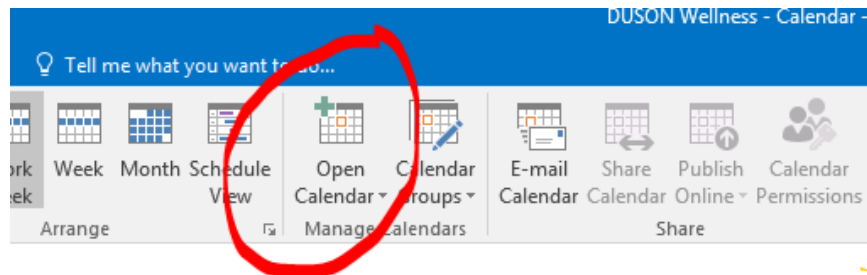 DUSON Wellness - Calendar -
Tell me what you want to do...
Week Month Schedule View
Open Calendar
Calendar Groups
E-mail Calendar
Share Calendar
Publish Online
Calendar Permissions
Arrange
Manage Calendars
Share